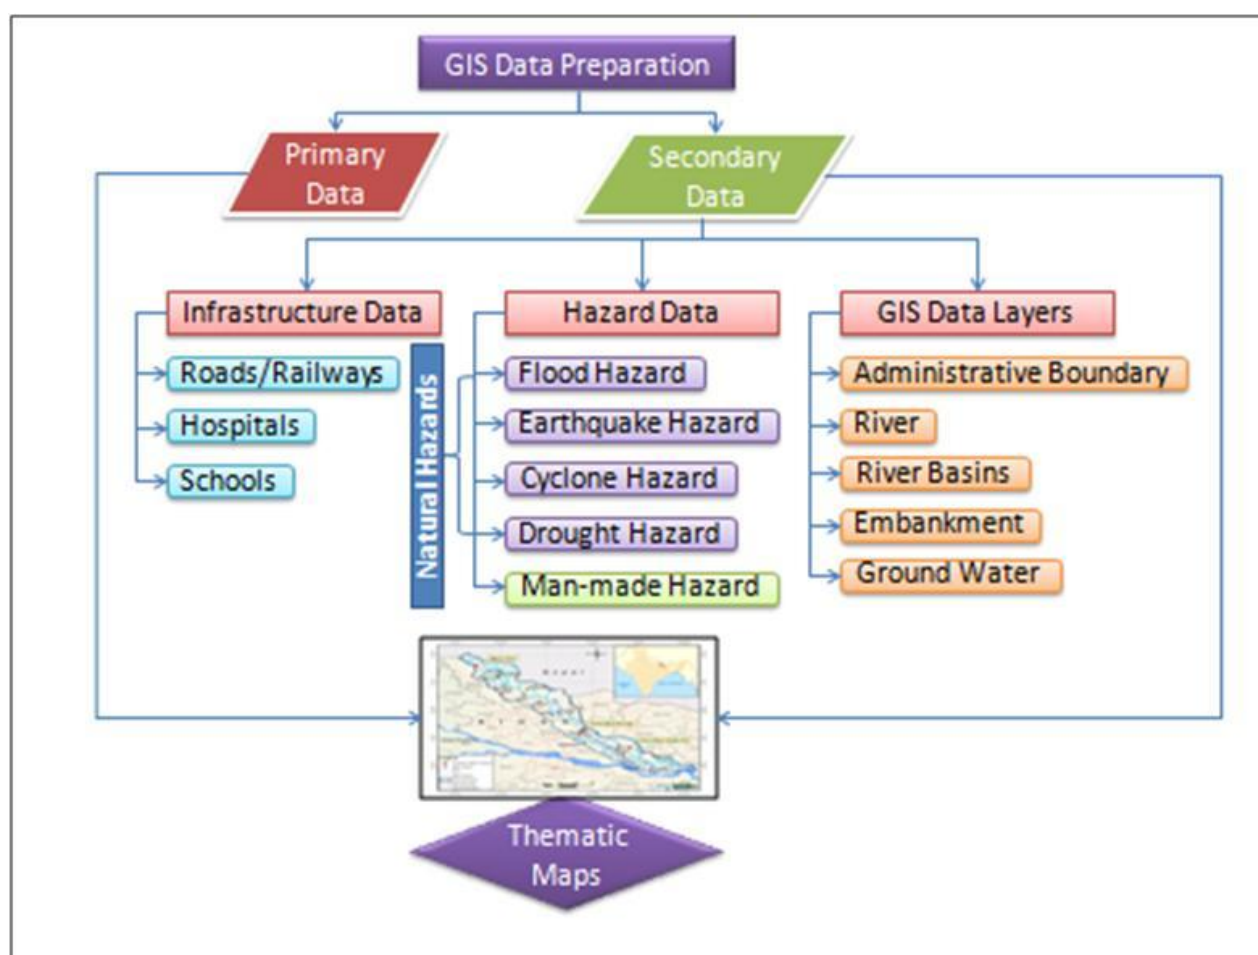 GIS Data Preparation
Primary
Data
Secondary
Data
Infrastructure Data
Roads/Railways
Hospitals
Schools
Natural Hazards
Hazard Data
Flood Hazard
Earthquake Hazard
Cyclone Hazard
Drought Hazard
Man-made Hazard
GIS Data Layers
Administrative Boundary
River
River Basins
Embankment
Ground Water
Thematic
Maps